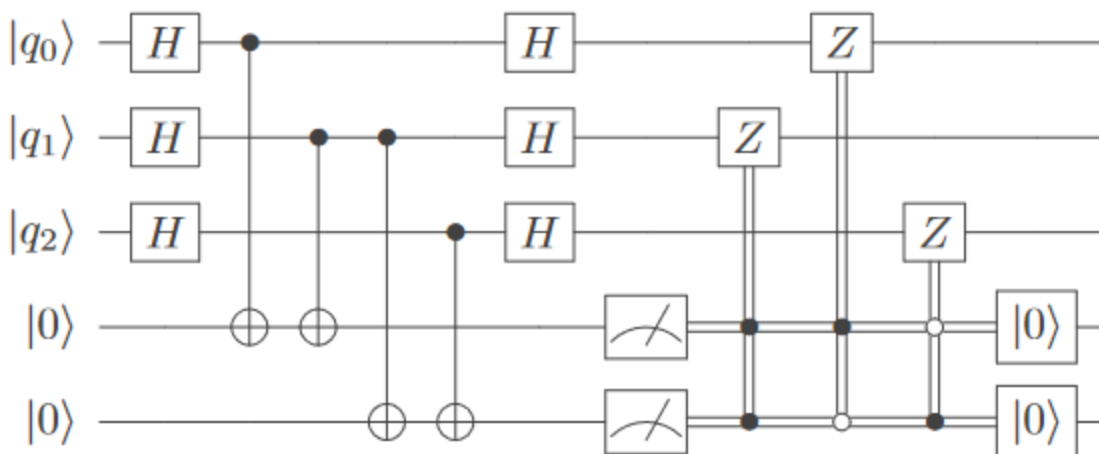 |q₀⟩ H H Z
|q₁⟩ H H Z
|q₂⟩ H H Z
|0⟩ |0⟩
|0⟩ |0⟩